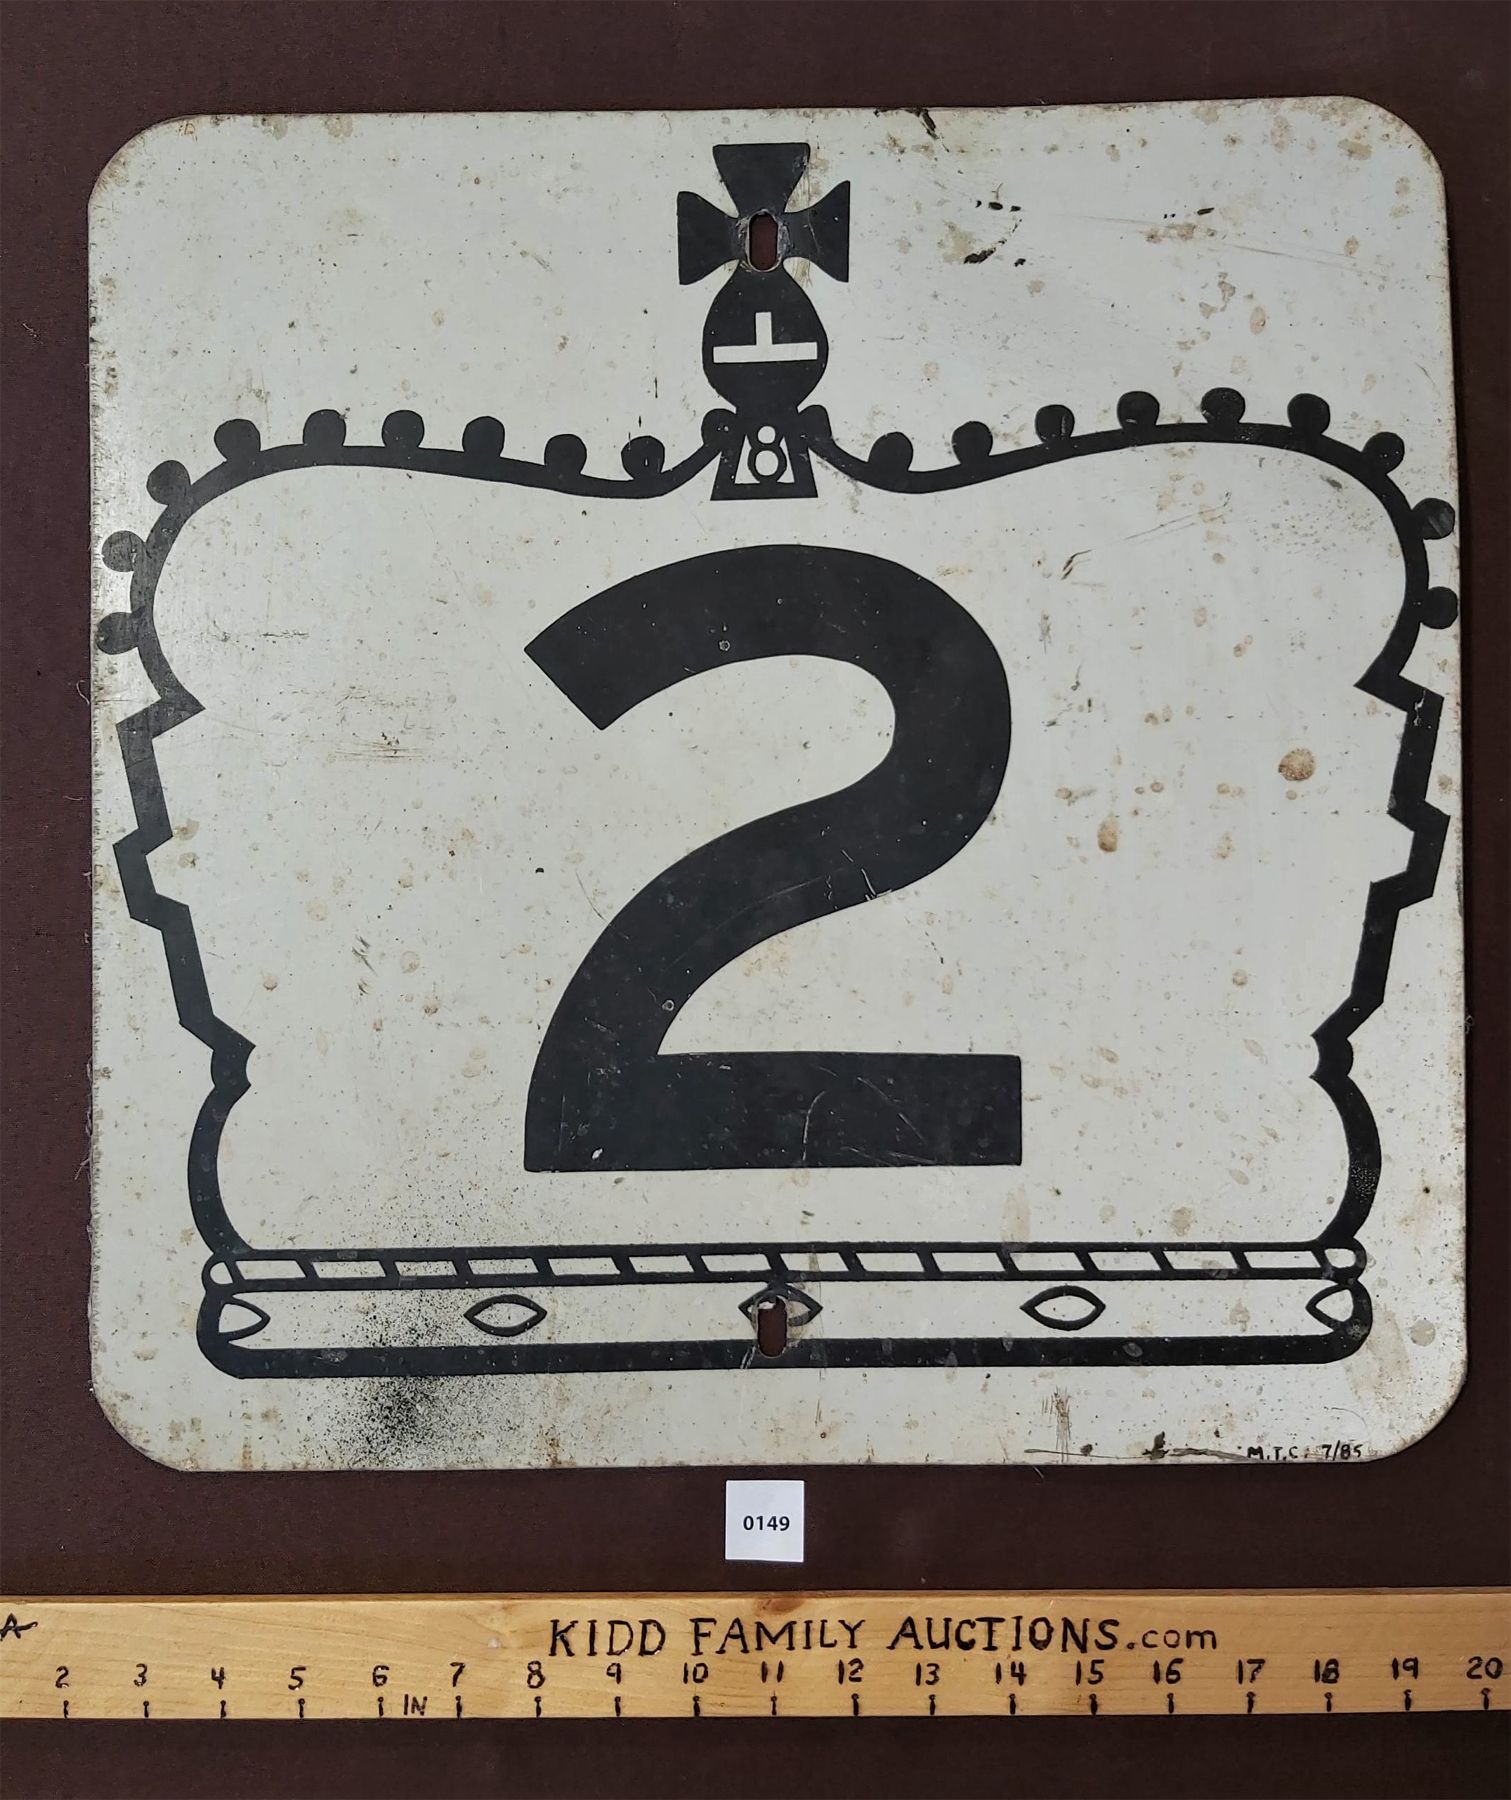 8
2
M.T.C. 7/85
0149
KIDD FAMILY AUCTIONS.com
2 3 4 5 6 IN 7 8 9 10 11 12 13 14 15 16 17 18 19 20